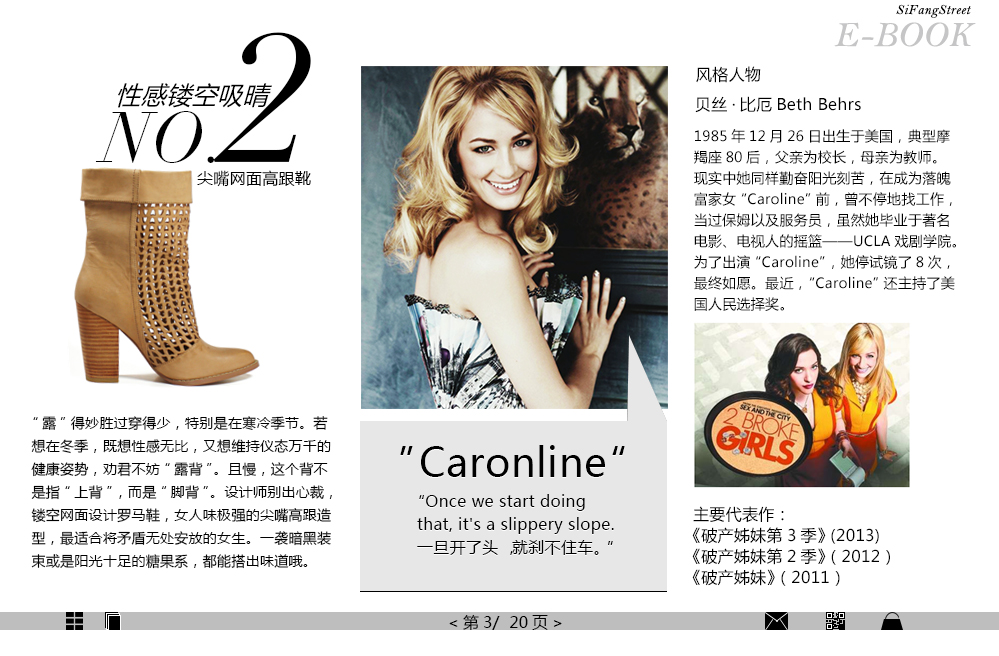 SiFangStreet
E-BOOK
性感镂空吸睛
NO.2
尖嘴网面高跟靴
“露”得妙胜过穿得少，特别是在寒冷季节。若
想在冬季，既想性感无比，又想维持仪态万千的
健康姿势，劝君不妨“露背”。且慢，这个背不
是指“上背”，而是“脚背”。设计师别出心裁，
镂空网面设计罗马鞋，女人味极强的尖嘴高跟造
型，最适合将矛盾无处安放的女生。一袭暗黑装
束或是阳光十足的糖果系，都能搭出味道哦。
”Caronline“
“Once we start doing
that, it's a slippery slope.
一旦开了头 ,就刹不住车。”
风格人物
贝丝·比厄 Beth Behrs
1985 年 12 月 26 日出生于美国，典型摩
羯座 80 后，父亲为校长，母亲为教师。
现实中她同样勤奋阳光刻苦，在成为落魄
富家女“Caroline”前，曾不停地找工作，
当过保姆以及服务员，虽然她毕业于著名
电影、电视人的摇篮——UCLA 戏剧学院。
为了出演“Caroline”，她停试镜了 8 次，
最终如愿。最近，“Caroline”还主持了美
国人民选择奖。
SEX AND THE CITY
2 BROKE
GIRLS
主要代表作：
《破产姊妹第 3 季》(2013)
《破产姊妹第 2 季》( 2012 )
《破产姊妹》( 2011 )
< 第 3/ 20 页 >